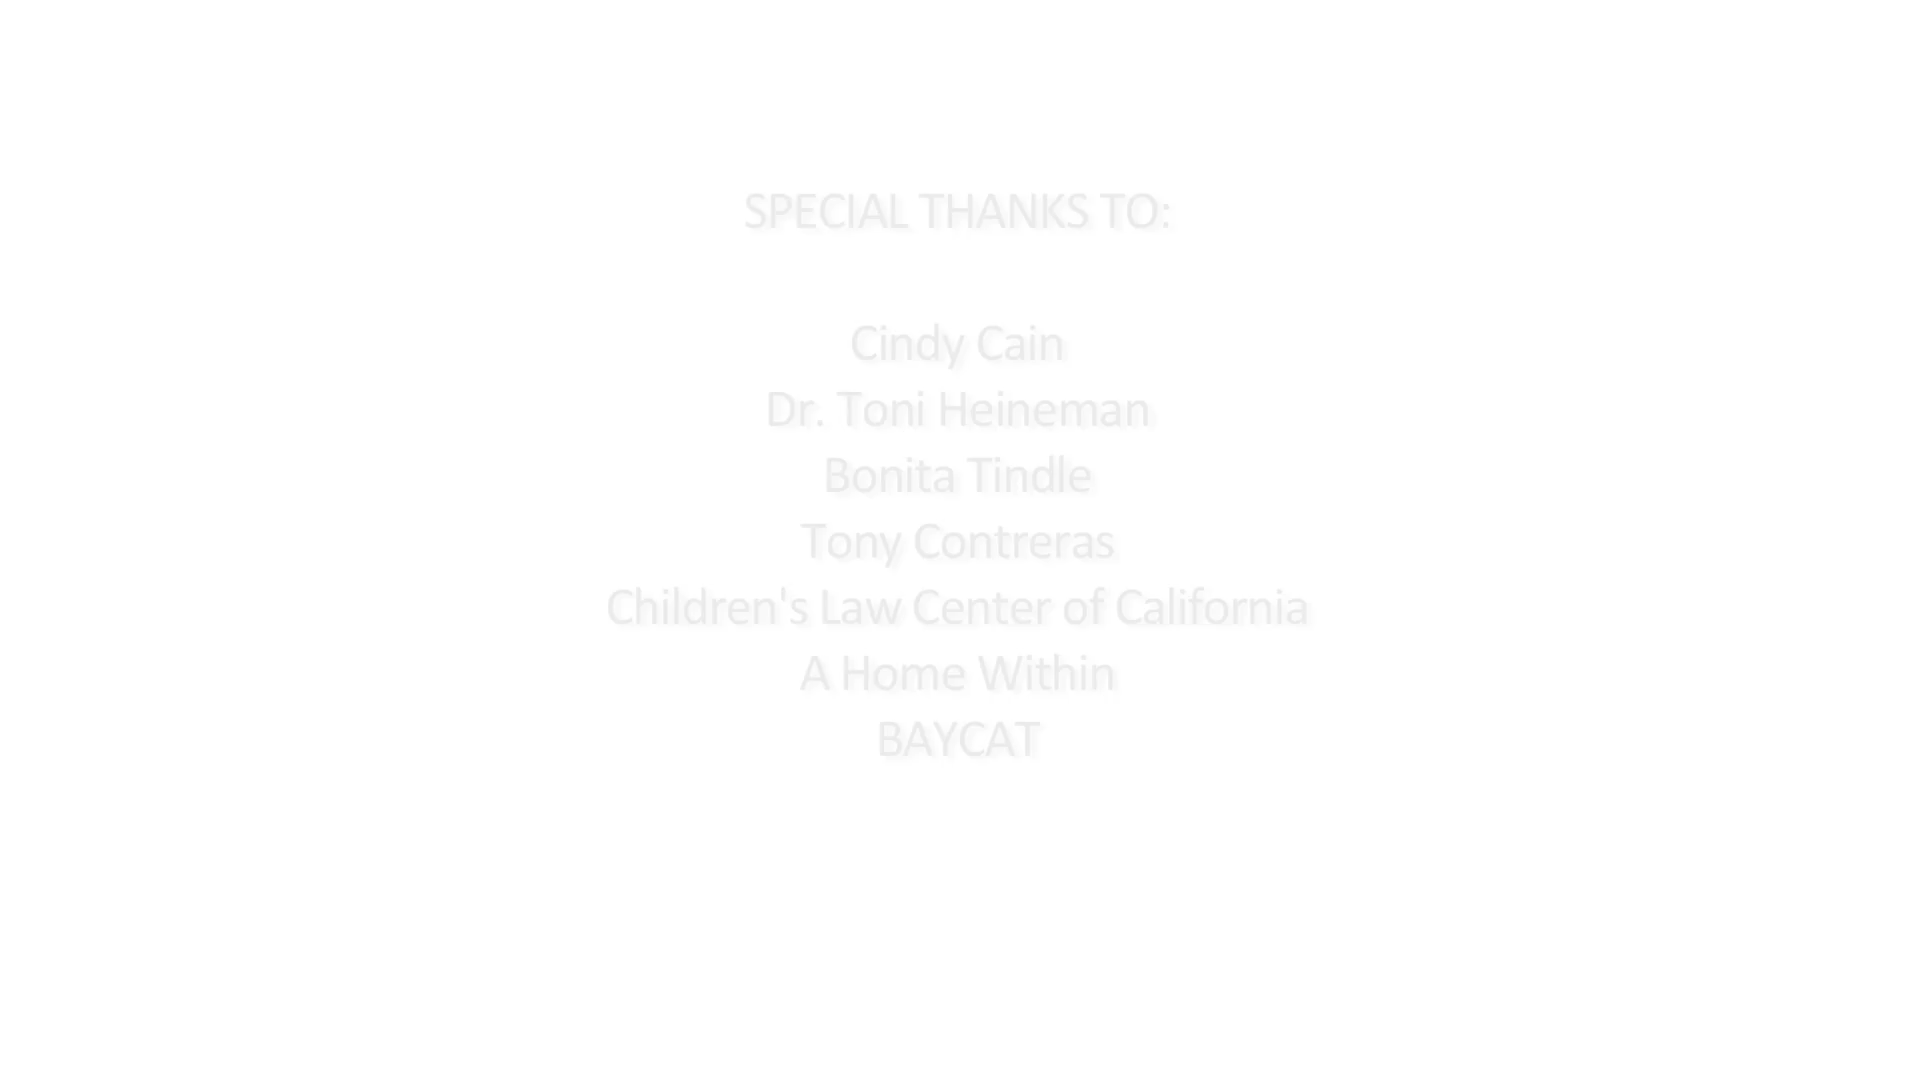 SPECIAL THANKS TO:
Cindy Cain
Dr. Toni Heineman
Bonita Tindle
Tony Contreras
Children's Law Center of California
A Home Within
BAYCAT